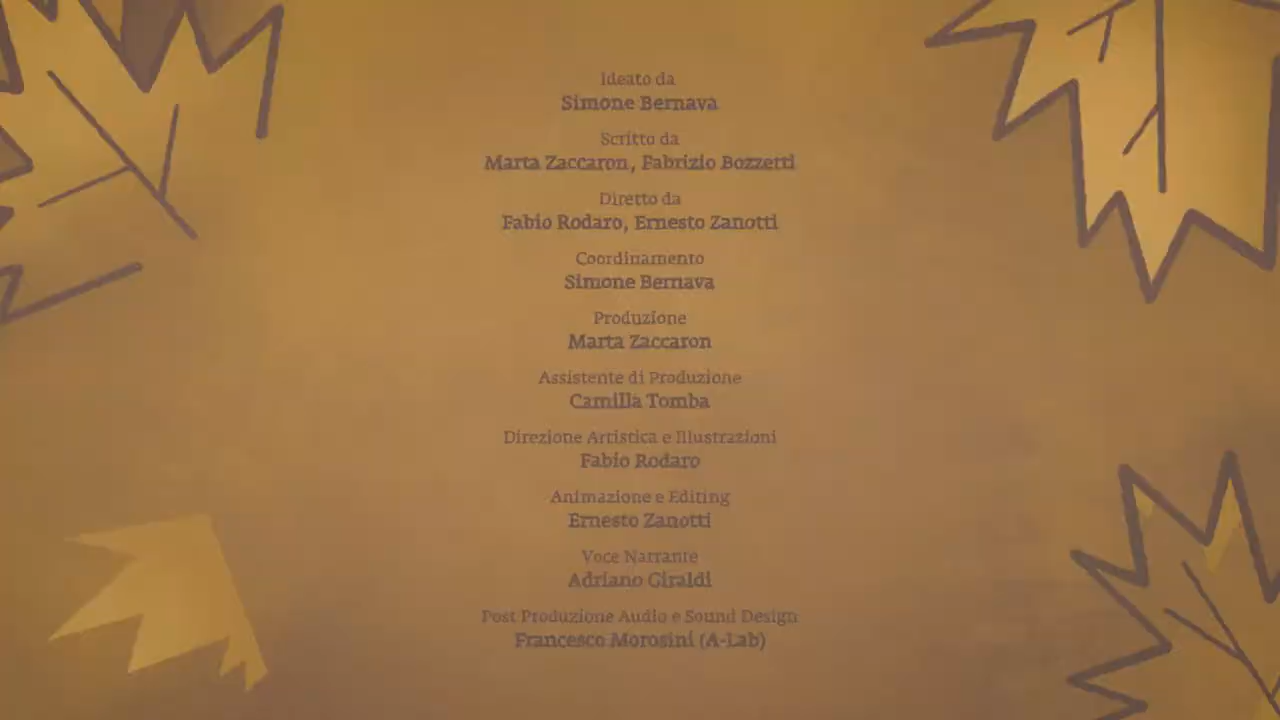 Ideato da
Simone Bernava
Scritto da
Marta Zaccaron, Fabrizio Bozzetti
Diretto da
Fabio Rodaro, Ernesto Zanotti
Coordinamento
Simone Bernava
Produzione
Marta Zaccaron
Assistente di Produzione
Camilla Tomba
Direzione Artistica e Illustrazioni
Fabio Rodaro
Animazione e Editing
Ernesto Zanotti
Voce Narrante
Adriano Giraldi
Post Produzione Audio e Sound Design
Francesco Morosini (A-Lab)